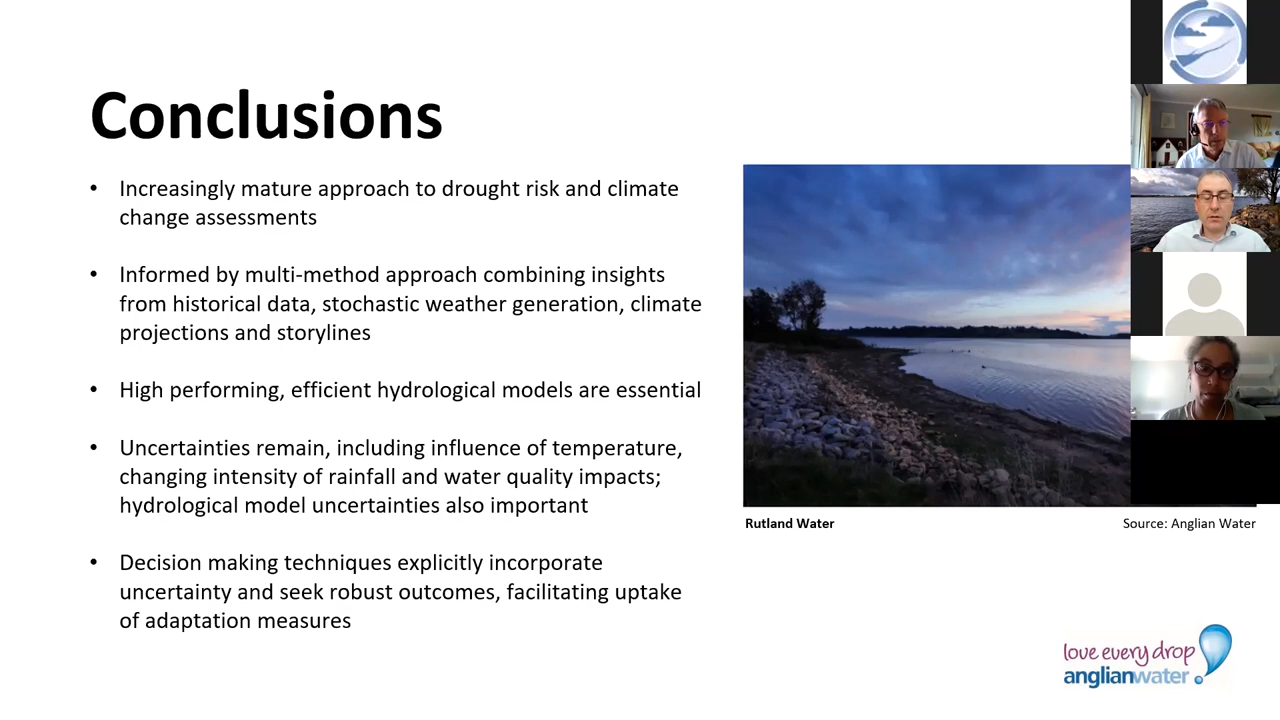 Conclusions
• Increasingly mature approach to drought risk and climate
change assessments
• Informed by multi-method approach combining insights
from historical data, stochastic weather generation, climate
projections and storylines
• High performing, efficient hydrological models are essential
• Uncertainties remain, including influence of temperature,
changing intensity of rainfall and water quality impacts;
hydrological model uncertainties also important
• Decision making techniques explicitly incorporate
uncertainty and seek robust outcomes, facilitating uptake
of adaptation measures
Rutland Water
Source: Anglian Water
love every drop
anglianwater